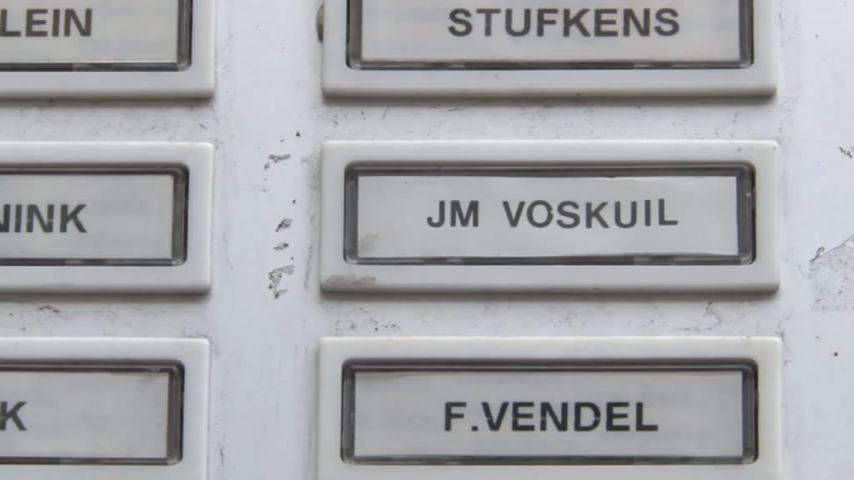 LEIN
STUFKENS
NINK
JM VOSKUIL
K
F.VENDEL